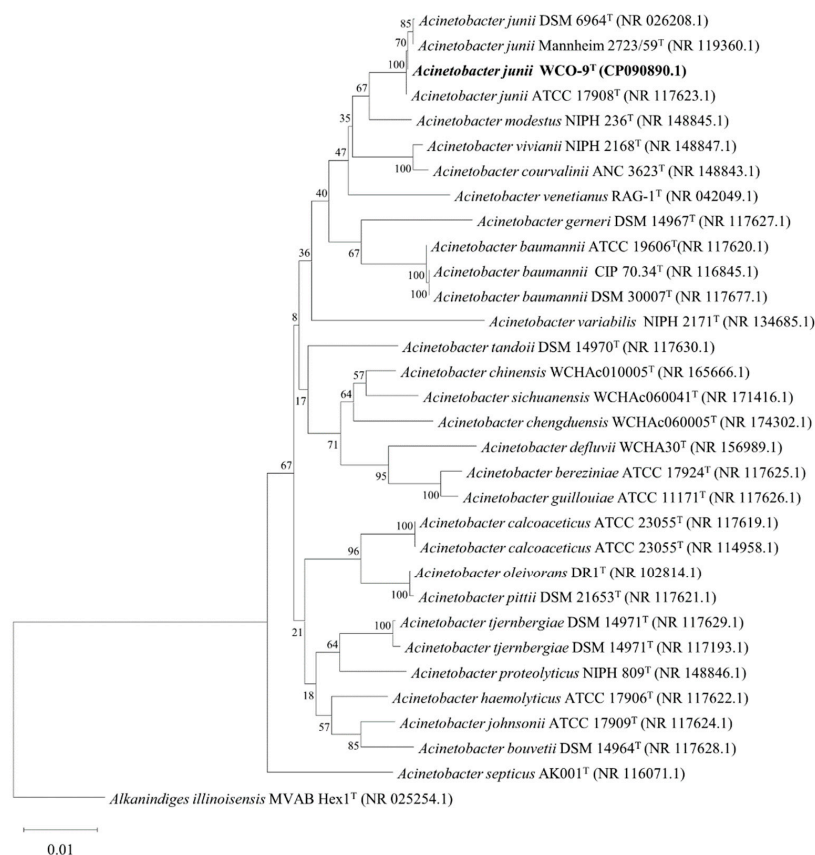 85 Acinetobacter junii DSM 6964ᵀ (NR 026208.1)
70 Acinetobacter junii Mannheim 2723/59ᵀ (NR 119360.1)
100 Acinetobacter junii WCO-9ᵀ (CP090890.1)
67 Acinetobacter junii ATCC 17908ᵀ (NR 117623.1)
35 Acinetobacter modestus NIPH 236ᵀ (NR 148845.1)
47 Acinetobacter vivianii NIPH 2168ᵀ (NR 148847.1)
100 Acinetobacter courvalinii ANC 3623ᵀ (NR 148843.1)
40 Acinetobacter venetianus RAG-1ᵀ (NR 042049.1)
Acinetobacter gerneri DSM 14967ᵀ (NR 117627.1)
36 67 Acinetobacter baumannii ATCC 19606ᵀ(NR 117620.1)
100 Acinetobacter baumannii CIP 70.34ᵀ (NR 116845.1)
100 Acinetobacter baumannii DSM 30007ᵀ (NR 117677.1)
8 Acinetobacter variabilis NIPH 2171ᵀ (NR 134685.1)
Acinetobacter tandoii DSM 14970ᵀ (NR 117630.1)
57 Acinetobacter chinensis WCHAc010005ᵀ (NR 165666.1)
17 64 Acinetobacter sichuanensis WCHAc060041ᵀ (NR 171416.1)
Acinetobacter chengduensis WCHAc060005ᵀ (NR 174302.1)
71 Acinetobacter defluvii WCHA30ᵀ (NR 156989.1)
67 95 Acinetobacter bereziniae ATCC 17924ᵀ (NR 117625.1)
100 Acinetobacter guillouiae ATCC 11171ᵀ (NR 117626.1)
100 Acinetobacter calcoaceticus ATCC 23055ᵀ (NR 117619.1)
96 Acinetobacter calcoaceticus ATCC 23055ᵀ (NR 114958.1)
Acinetobacter oleivorans DR1ᵀ (NR 102814.1)
100 Acinetobacter pittii DSM 21653ᵀ (NR 117621.1)
21 100 Acinetobacter tjernbergiae DSM 14971ᵀ (NR 117629.1)
64 Acinetobacter tjernbergiae DSM 14971ᵀ (NR 117193.1)
Acinetobacter proteolyticus NIPH 809ᵀ (NR 148846.1)
18 Acinetobacter haemolyticus ATCC 17906ᵀ (NR 117622.1)
57 Acinetobacter johnsonii ATCC 17909ᵀ (NR 117624.1)
85 Acinetobacter bouvetii DSM 14964ᵀ (NR 117628.1)
Acinetobacter septicus AK001ᵀ (NR 116071.1)
Alkanindiges illinoisensis MVAB Hex1ᵀ (NR 025254.1)
0.01